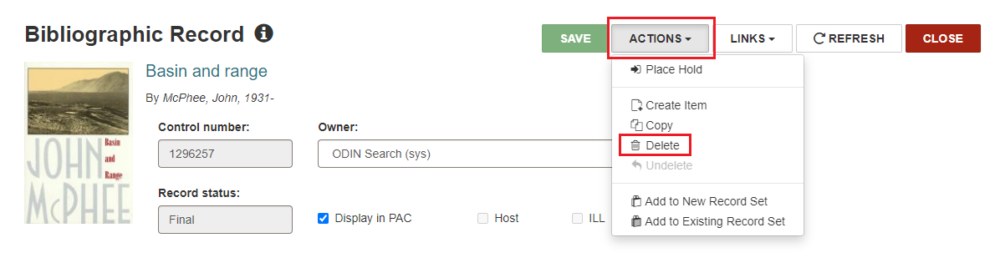 Bibliographic Record
SAVE
ACTIONS
LINKS
REFRESH
CLOSE
Place Hold
Create Item
Copy
Delete
Undelete
Add to New Record Set
Add to Existing Record Set
Basin and range
By McPhee, John, 1931-
Control number:
1296257
Owner:
ODIN Search (sys)
Record status:
Final
Display in PAC
Host
ILL
JOHN
McPHEE
Basin
and
Range